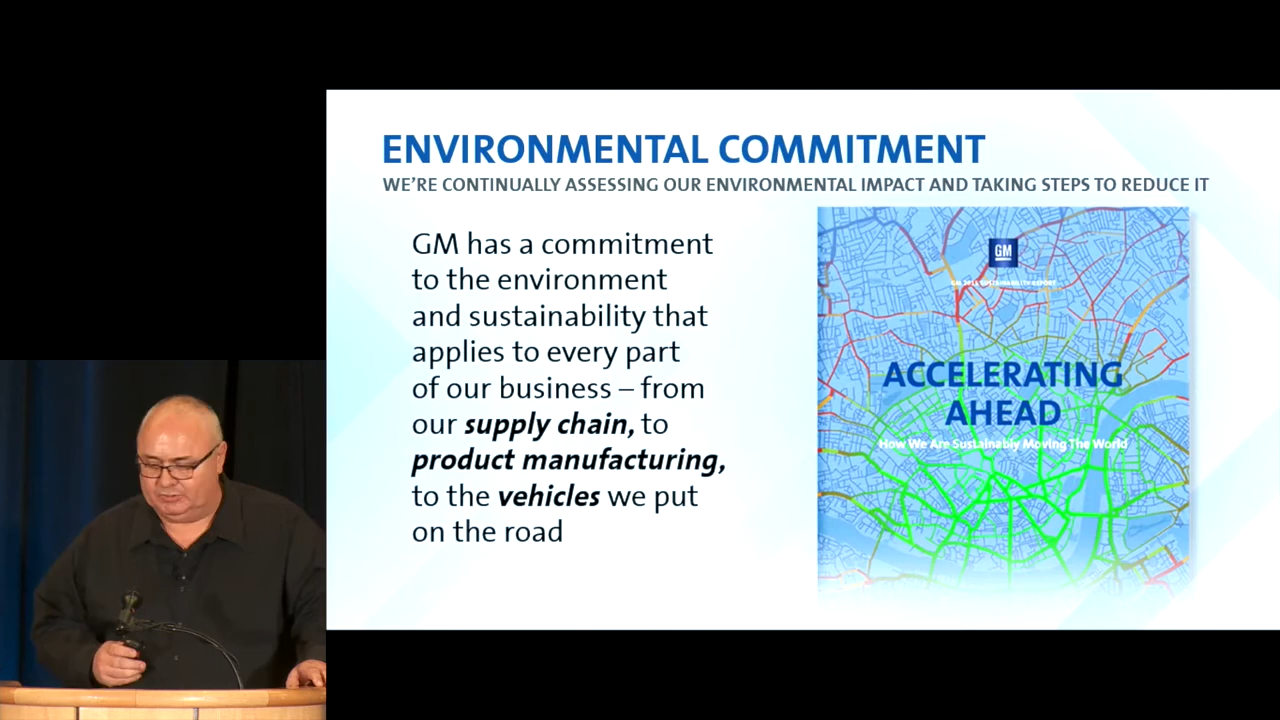 ENVIRONMENTAL COMMITMENT
WE'RE CONTINUALLY ASSESSING OUR ENVIRONMENTAL IMPACT AND TAKING STEPS TO REDUCE IT
GM has a commitment
to the environment
and sustainability that
applies to every part
of our business – from
our supply chain, to
product manufacturing,
to the vehicles we put
on the road
GM
SUSTAINABILITY REPORT
ACCELERATING
AHEAD
How We Are Sustainably Moving The World